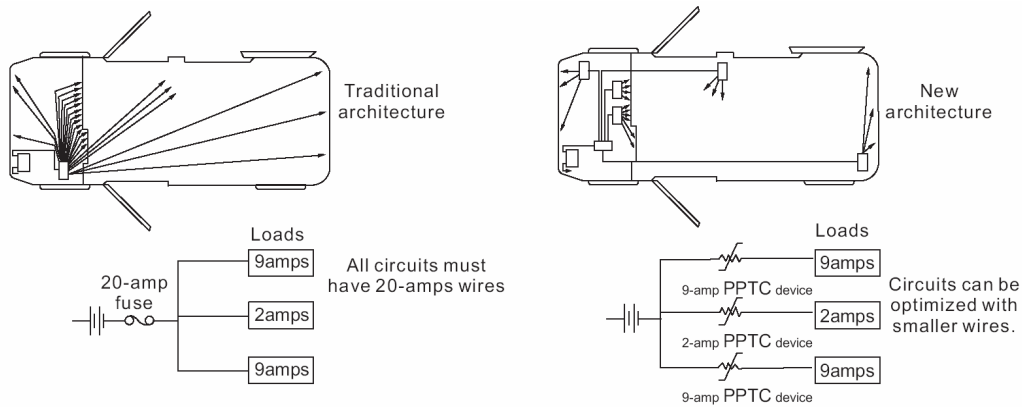 Traditional
architecture
New
architecture
Loads
20-amp
fuse
9amps
2amps
9amps
All circuits must
have 20-amps wires
Loads
9amps
9-amp PPTC device
2amps
2-amp PPTC device
9amps
9-amp PPTC device
Circuits can be
optimized with
smaller wires.